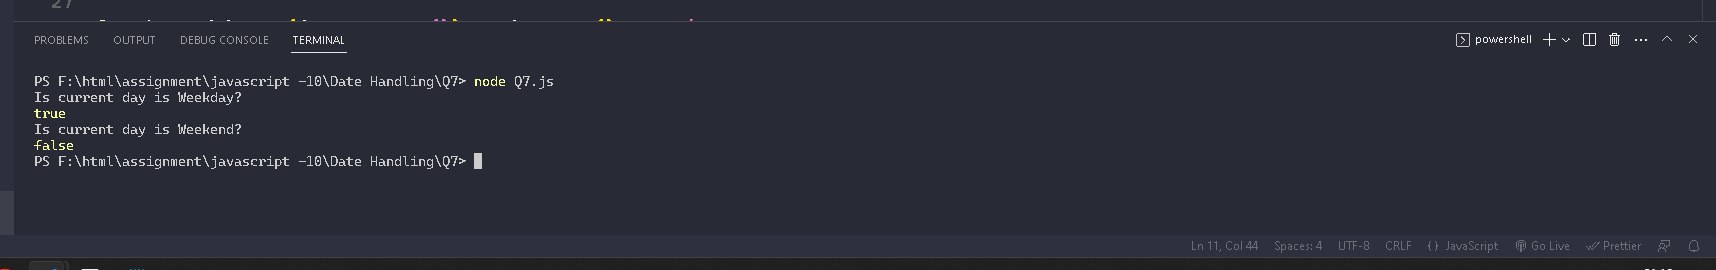 27
PROBLEMS OUTPUT DEBUG CONSOLE TERMINAL powershell
PS F:\html\assignment\javascript -10\Date Handling\Q7> node Q7.js
Is current day is Weekday?
true
Is current day is Weekend?
false
PS F:\html\assignment\javascript -10\Date Handling\Q7>
Ln 11, Col 44 Spaces: 4 UTF-8 CRLF {} JavaScript Go Live Prettier